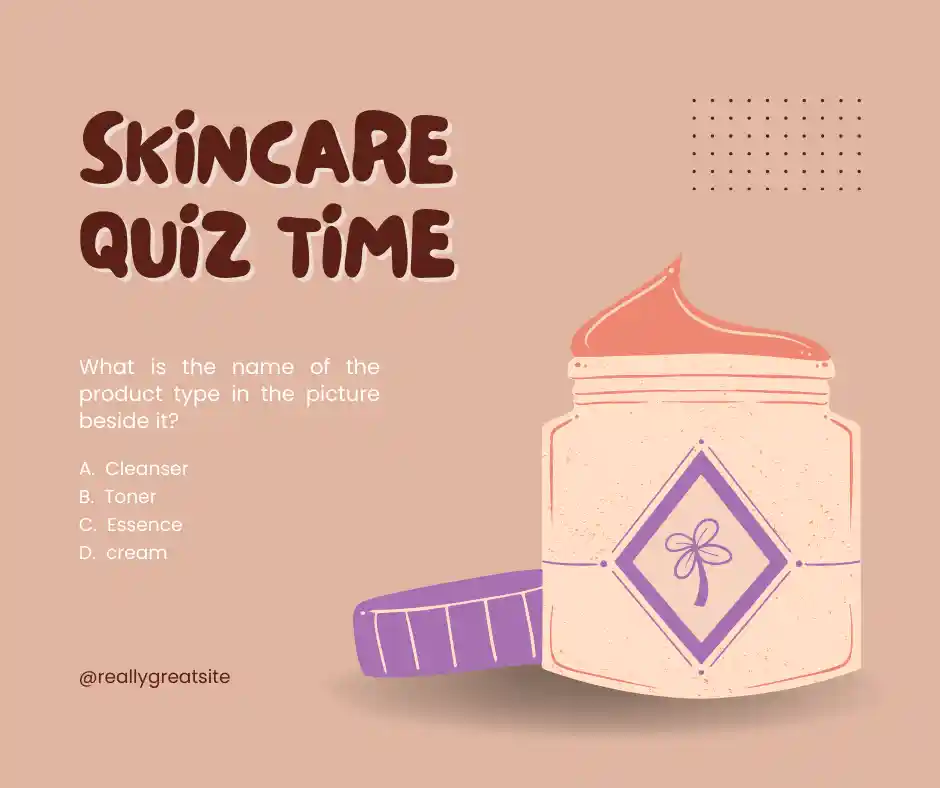 SKINCARE
QUIZ TIME
What is the name of the
product type in the picture
beside it?
A. Cleanser
B. Toner
C. Essence
D. cream
@reallygreatsite